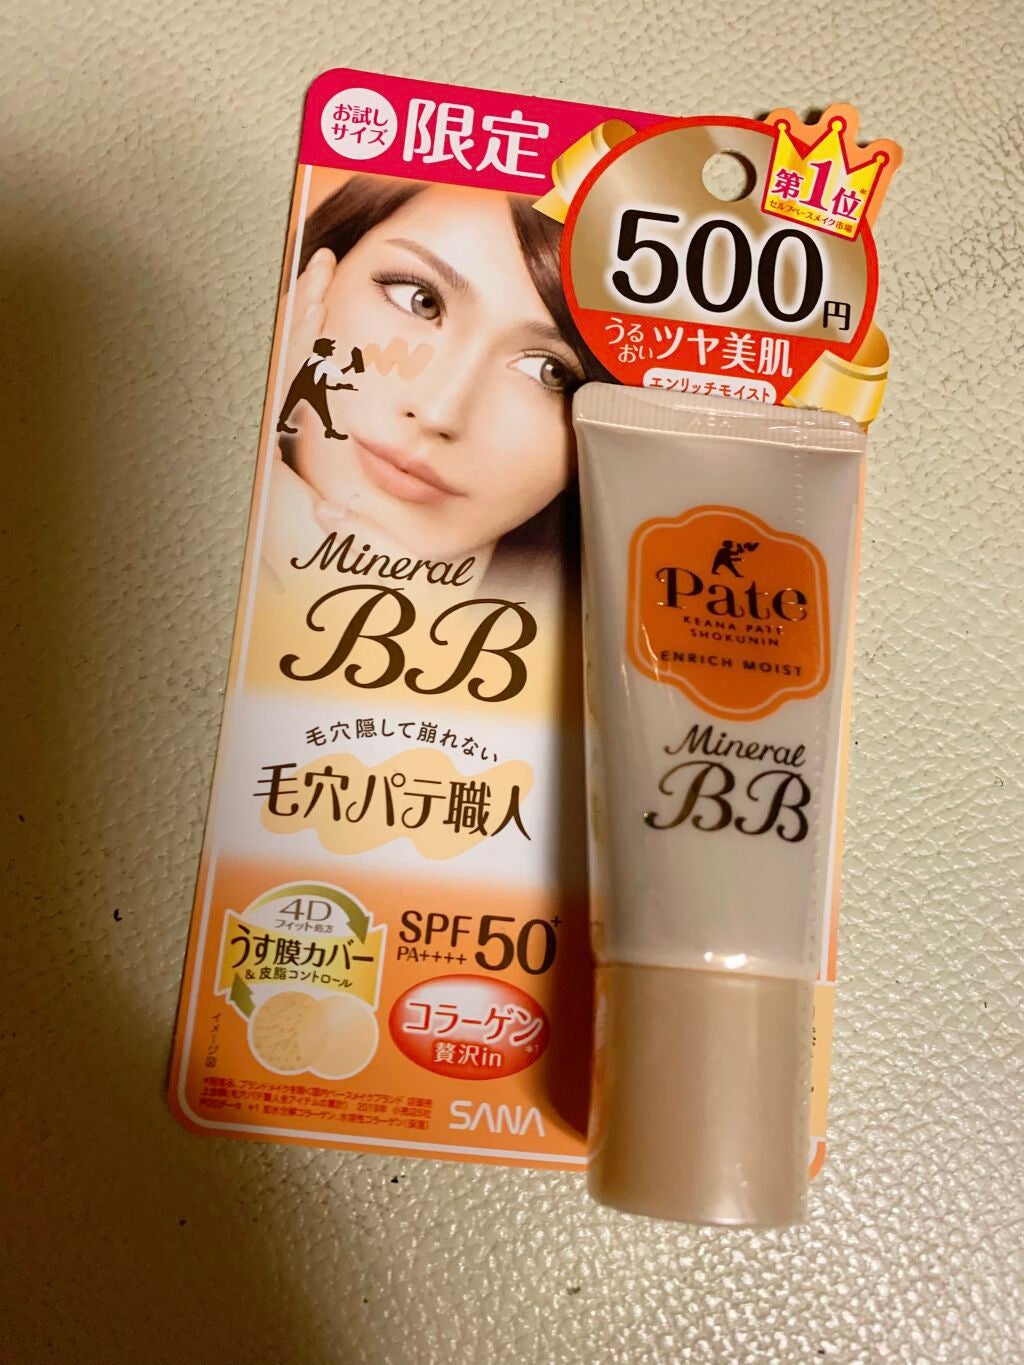 お試し
サイズ
限定
第1位*
セルフベースメイク市場
500円
うるおい
ツヤ美肌
エンリッチモイスト
Mineral
BB
毛穴隠して崩れない
毛穴パテ職人
4D
フィット処方
うす膜カバー
&皮脂コントロール
イメージ図
SPF50+
PA++++
コラーゲン*1
贅沢in
SANA
Pate
KEANA PATE
SHOKUNIN
ENRICH MOIST
Mineral
BB